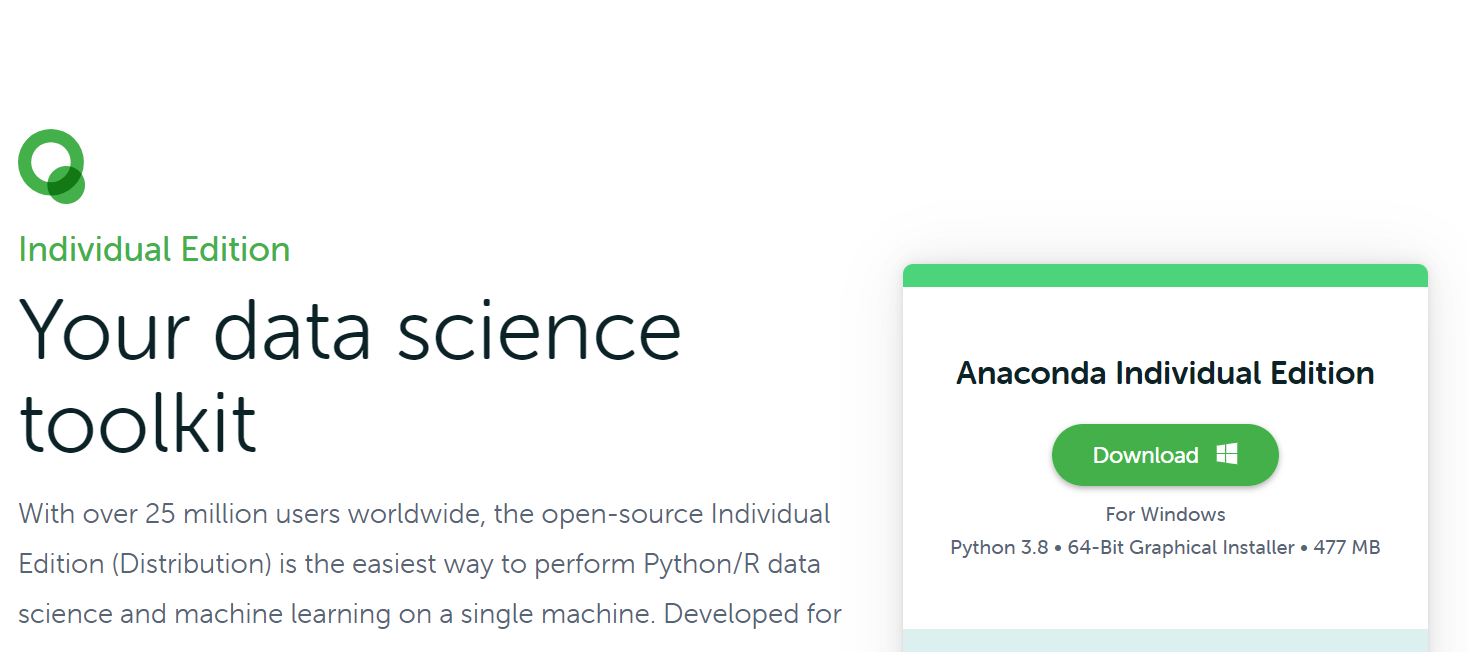 Individual Edition
Your data science
toolkit
With over 25 million users worldwide, the open-source Individual
Edition (Distribution) is the easiest way to perform Python/R data
science and machine learning on a single machine. Developed for
Anaconda Individual Edition
Download
For Windows
Python 3.8 • 64-Bit Graphical Installer • 477 MB